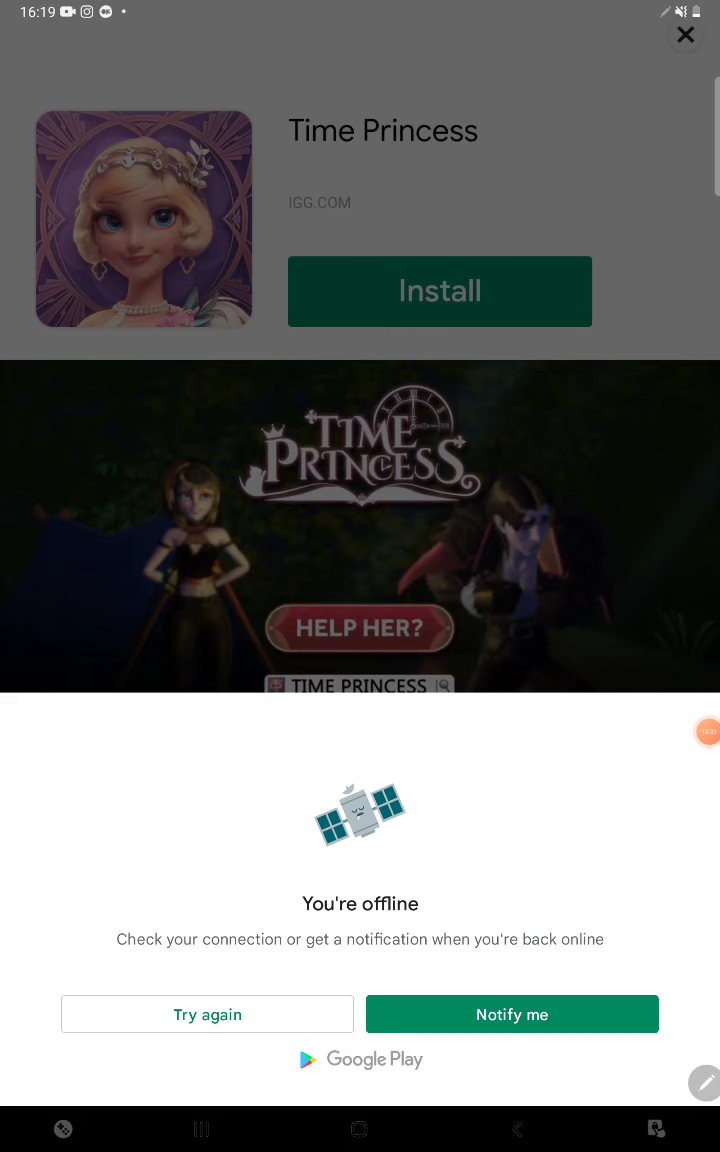 16:19
Time Princess
IGG.COM
Install
TIME
PRINCESS
HELP HER?
TIME PRINCESS
You're offline
Check your connection or get a notification when you're back online
Try again
Notify me
Google Play